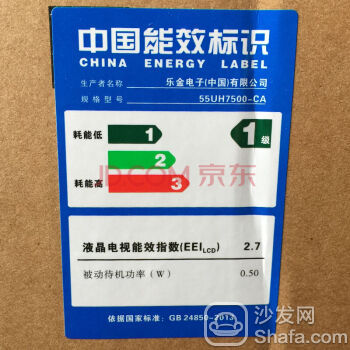 中国能效标识
CHINA ENERGY LABEL
生产者名称 乐金电子(中国)有限公司
规格型号 55UH7500-CA
耗能低 1 1级
2
耗能高 3
JD.COM 京东
液晶电视能效指数(EEI LCD) 2.7
被动待机功率(W) 0.50
依据国家标准: GB 24850-2013
沙发网
Shafa.com